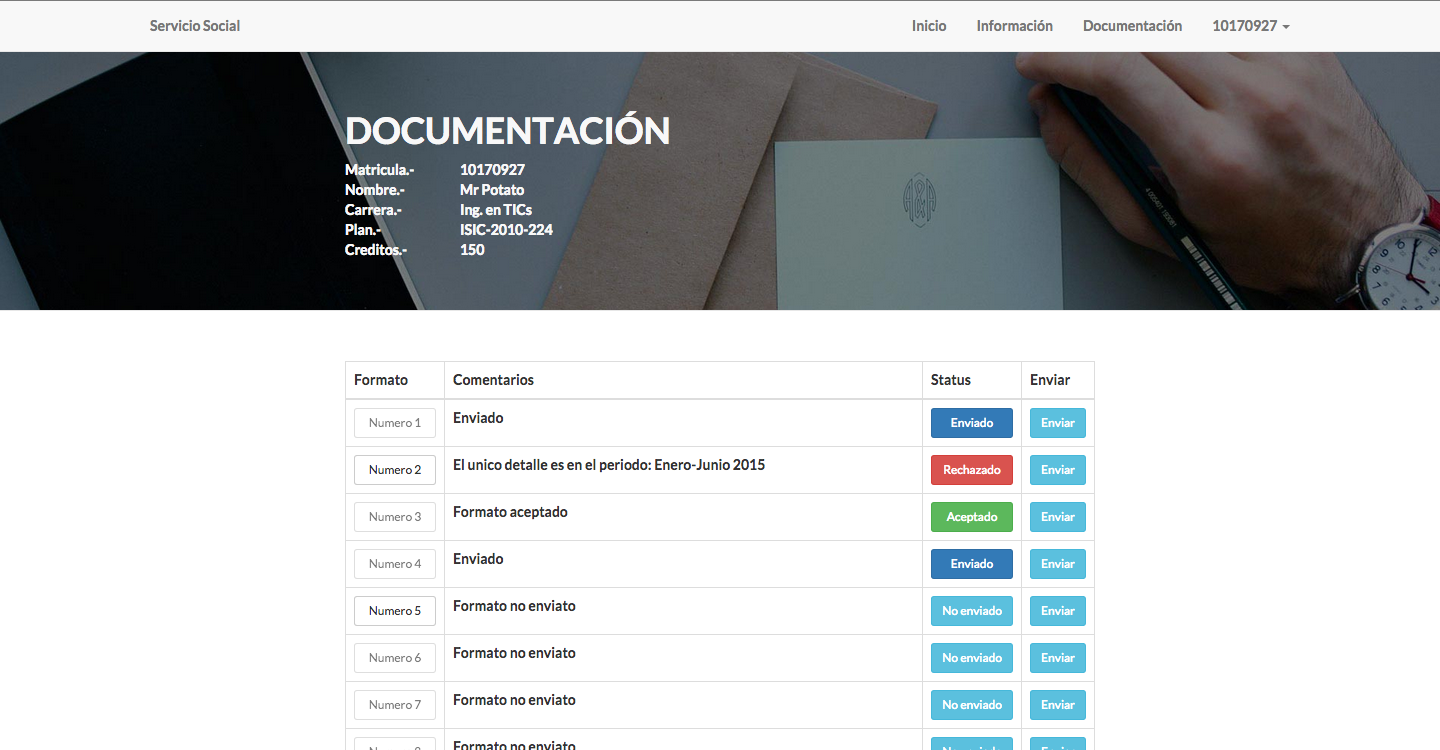 Servicio Social Inicio Información Documentación 10170927
DOCUMENTACIÓN
Matricula.- 10170927
Nombre.- Mr Potato
Carrera.- Ing. en TICs
Plan.- ISIC-2010-224
Creditos.- 150
Formato Comentarios Status Enviar
Numero 1 Enviado Enviado Enviar
Numero 2 El unico detalle es en el periodo: Enero-Junio 2015 Rechazado Enviar
Numero 3 Formato aceptado Aceptado Enviar
Numero 4 Enviado Enviado Enviar
Numero 5 Formato no enviato No enviado Enviar
Numero 6 Formato no enviato No enviado Enviar
Numero 7 Formato no enviato No enviado Enviar
Formato no enviato